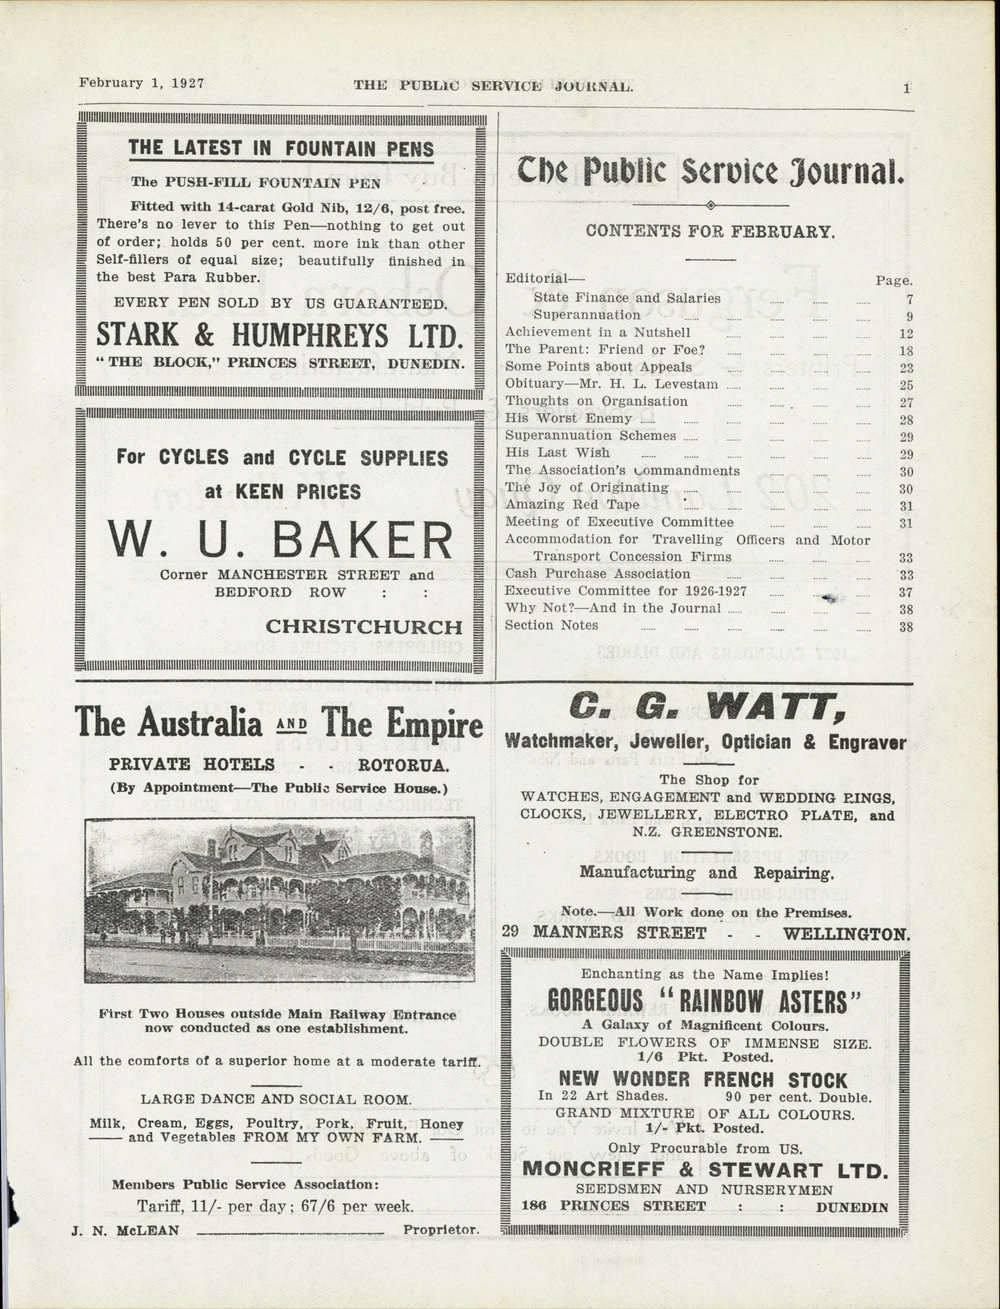 February 1, 1927
THE PUBLIC SERVICE JOURNAL.
1
THE LATEST IN FOUNTAIN PENS
The PUSH-FILL FOUNTAIN PEN
Fitted with 14-carat Gold Nib, 12/6, post free.
There's no lever to this Pen—nothing to get out
of order; holds 50 per cent. more ink than other
Self-fillers of equal size; beautifully finished in
the best Para Rubber.
EVERY PEN SOLD BY US GUARANTEED.
STARK & HUMPHREYS LTD.
"THE BLOCK," PRINCES STREET, DUNEDIN.
For CYCLES and CYCLE SUPPLIES
at KEEN PRICES
W. U. BAKER
Corner MANCHESTER STREET and
BEDFORD ROW : :
CHRISTCHURCH
The Public Service Journal.
CONTENTS FOR FEBRUARY.
Editorial— Page.
State Finance and Salaries ..... ..... ..... 7
Superannuation ..... ..... ..... ..... ..... 9
Achievement in a Nutshell ..... ..... ..... ..... 12
The Parent: Friend or Foe? ..... ..... ..... ..... 18
Some Points about Appeals ..... ..... ..... ..... 23
Obituary—Mr. H. L. Levestam ..... ..... ..... ..... 25
Thoughts on Organisation ..... ..... ..... ..... 27
His Worst Enemy ..... ..... ..... ..... ..... 28
Superannuation Schemes ..... ..... ..... ..... ..... 29
His Last Wish ..... ..... ..... ..... ..... ..... 29
The Association's Commandments ..... ..... ..... 30
The Joy of Originating ..... ..... ..... ..... 30
Amazing Red Tape ..... ..... ..... ..... ..... 31
Meeting of Executive Committee ..... ..... ..... 31
Accommodation for Travelling Officers and Motor
Transport Concession Firms ..... ..... ..... 33
Cash Purchase Association ..... ..... ..... ..... 33
Executive Committee for 1926-1927 ..... ..... ..... 37
Why Not?—And in the Journal ..... ..... ..... ..... 38
Section Notes ..... ..... ..... ..... ..... ..... 38
The Australia AND The Empire
PRIVATE HOTELS - - ROTORUA.
(By Appointment—The Public Service House.)
First Two Houses outside Main Railway Entrance
now conducted as one establishment.
All the comforts of a superior home at a moderate tariff.
LARGE DANCE AND SOCIAL ROOM.
Milk, Cream, Eggs, Poultry, Pork, Fruit, Honey
and Vegetables FROM MY OWN FARM.
Members Public Service Association:
Tariff, 11/- per day; 67/6 per week.
J. N. McLEAN Proprietor.
C. G. WATT,
Watchmaker, Jeweller, Optician & Engraver
The Shop for
WATCHES, ENGAGEMENT and WEDDING RINGS,
CLOCKS, JEWELLERY, ELECTRO PLATE, and
N.Z. GREENSTONE.
Manufacturing and Repairing.
Note.—All Work done on the Premises.
29 MANNERS STREET - - WELLINGTON.
Enchanting as the Name Implies!
GORGEOUS "RAINBOW ASTERS"
A Galaxy of Magnificent Colours.
DOUBLE FLOWERS OF IMMENSE SIZE.
1/6 Pkt. Posted.
NEW WONDER FRENCH STOCK
In 22 Art Shades. 90 per cent. Double.
GRAND MIXTURE OF ALL COLOURS.
1/- Pkt. Posted.
Only Procurable from US.
MONCRIEFF & STEWART LTD.
SEEDSMEN AND NURSERYMEN
186 PRINCES STREET : : DUNEDIN